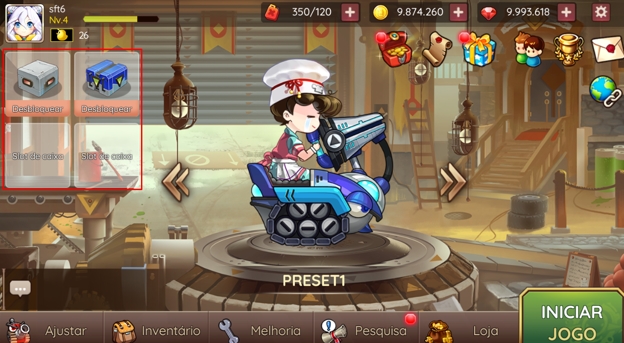 sft6
Nv.4
26
350/120
9.874.260
9.993.618
Desbloquear
Desbloquear
Slot de caixa
Slot de caixa
PRESET1
Ajustar
Inventário
Melhoria
Pesquisa
Loja
INICIAR
JOGO